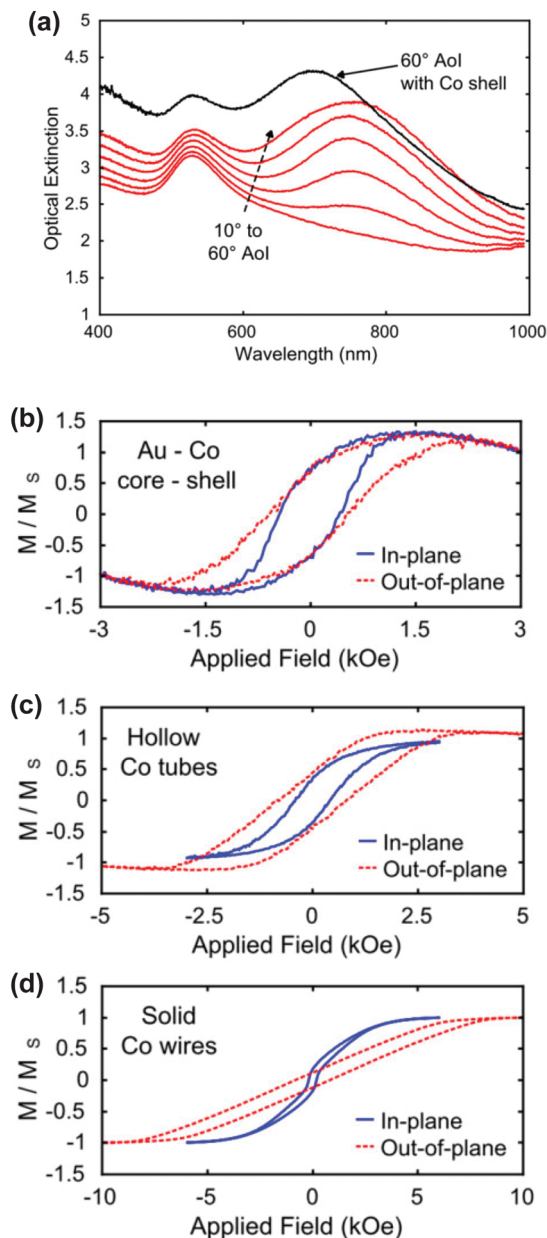 (a)
60° AoI
with Co shell
10° to
60° AoI
Optical Extinction
5
4.5
4
3.5
3
2.5
2
1.5
1
400
600
800
1000
Wavelength (nm)
(b)
Au - Co
core - shell
In-plane
Out-of-plane
M / M S
1.5
1
0.5
0
-0.5
-1
-1.5
-3
-1.5
0
1.5
3
Applied Field (kOe)
(c)
Hollow
Co tubes
In-plane
Out-of-plane
M / M S
1.5
1
0.5
0
-0.5
-1
-1.5
-5
-2.5
0
2.5
5
Applied Field (kOe)
(d)
Solid
Co wires
In-plane
Out-of-plane
M / M S
1.5
1
0.5
0
-0.5
-1
-1.5
-10
-5
0
5
10
Applied Field (kOe)